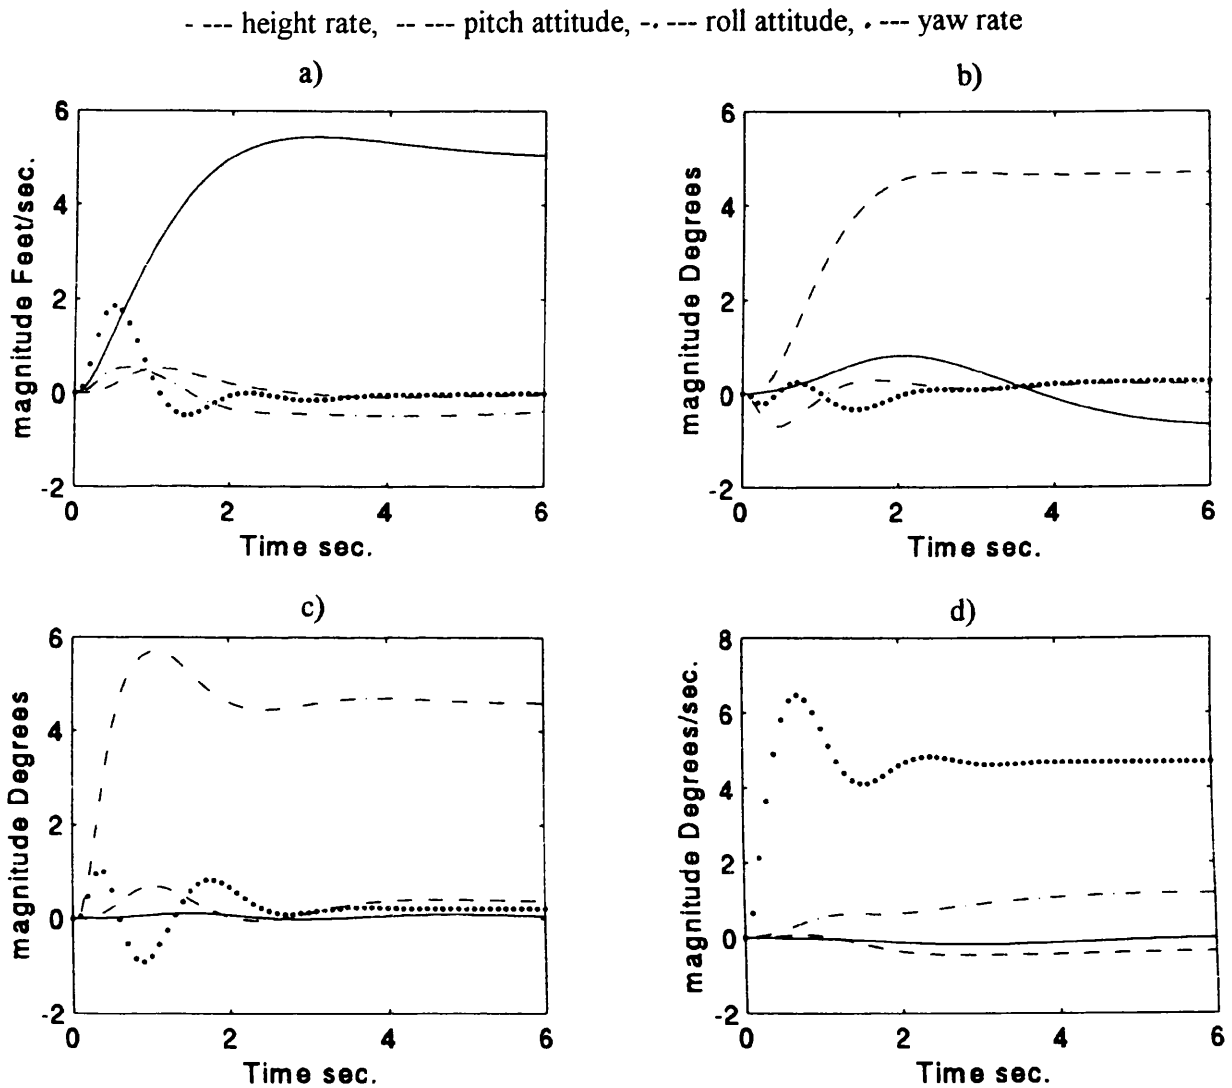 - --- height rate, -- --- pitch attitude, -.- --- roll attitude, . --- yaw rate
a)
6
4
2
0
-2
magnitude Feet/sec.
0 2 4 6
Time sec.
b)
6
4
2
0
-2
magnitude Degrees
0 2 4 6
Time sec.
c)
6
4
2
0
-2
magnitude Degrees
0 2 4 6
Time sec.
d)
8
6
4
2
0
-2
magnitude Degrees/sec.
0 2 4 6
Time sec.